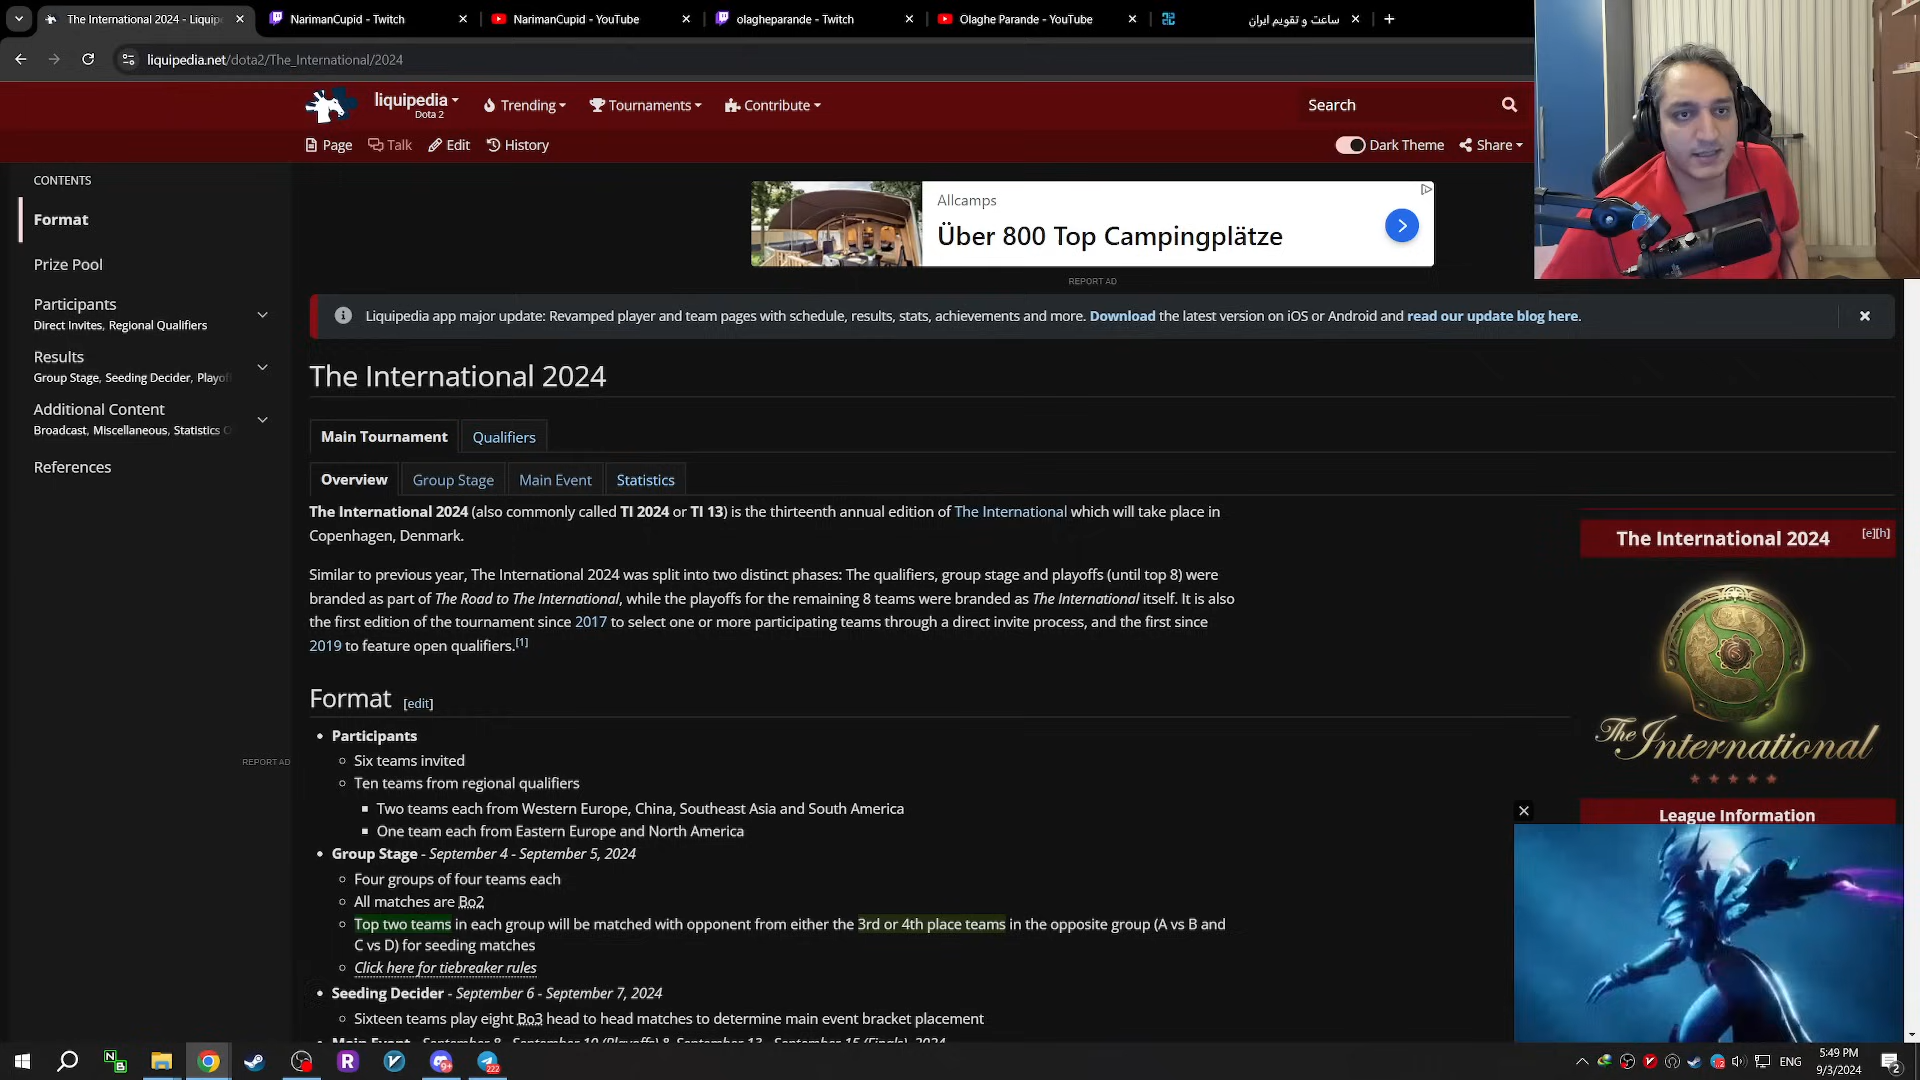 The International 2024 - Liquip
NarimanCupid - Twitch
NarimanCupid - YouTube
olagheparande - Twitch
Olaghe Parande - YouTube
ساعت و تقویم ایران
liquipedia.net/dota2/The_International/2024
liquipedia
Dota 2
Trending
Tournaments
Contribute
Search
Page
Talk
Edit
History
Dark Theme
Share
CONTENTS
Format
Prize Pool
Participants
Direct Invites, Regional Qualifiers
Results
Group Stage, Seeding Decider, Playof
Additional Content
Broadcast, Miscellaneous, Statistics
References
REPORT AD
Allcamps
Über 800 Top Campingplätze
REPORT AD
Liquipedia app major update: Revamped player and team pages with schedule, results, stats, achievements and more. Download the latest version on iOS or Android and read our update blog here.
The International 2024
Main Tournament
Qualifiers
Overview
Group Stage
Main Event
Statistics
The International 2024 (also commonly called TI 2024 or TI 13) is the thirteenth annual edition of The International which will take place in
Copenhagen, Denmark.
Similar to previous year, The International 2024 was split into two distinct phases: The qualifiers, group stage and playoffs (until top 8) were
branded as part of The Road to The International, while the playoffs for the remaining 8 teams were branded as The International itself. It is also
the first edition of the tournament since 2017 to select one or more participating teams through a direct invite process, and the first since
2019 to feature open qualifiers.[1]
Format [edit]
• Participants
Six teams invited
Ten teams from regional qualifiers
Two teams each from Western Europe, China, Southeast Asia and South America
One team each from Eastern Europe and North America
• Group Stage - September 4 - September 5, 2024
Four groups of four teams each
All matches are Bo2
Top two teams in each group will be matched with opponent from either the 3rd or 4th place teams in the opposite group (A vs B and
C vs D) for seeding matches
Click here for tiebreaker rules
• Seeding Decider - September 6 - September 7, 2024
Sixteen teams play eight Bo3 head to head matches to determine main event bracket placement
Main Event - September 8 - September 10 (Playoffs) & September 13 - September 15 (Finals), 2024
The International 2024
[e][h]
The International
League Information
9+
222
ENG
5:49 PM
9/3/2024
2